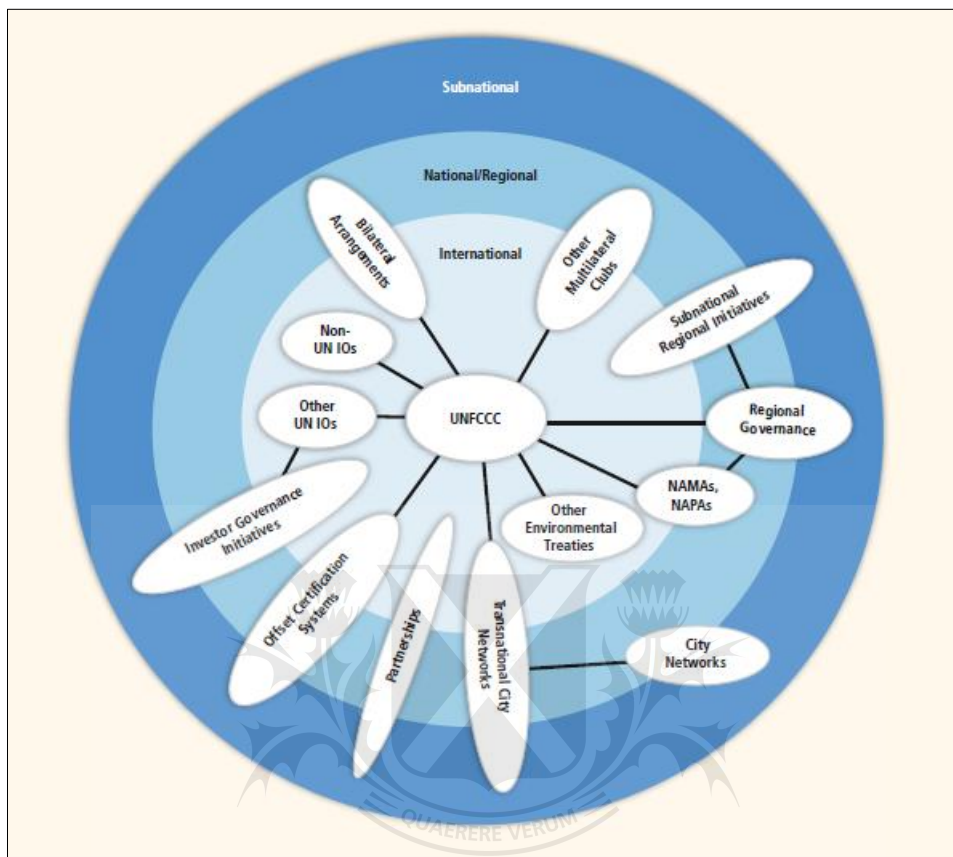 Subnational
National/Regional
International
Bilateral
Arrangements
Other
Multilateral
Clubs
Subnational
Regional Initiatives
Non-
UN IOs
Other
UN IOs
UNFCCC
Regional
Governance
NAMAs,
NAPAs
Investor Governance
Initiatives
Other
Environmental
Treaties
Offset Certification
Systems
Partnerships
Transnational City
Networks
City
Networks
QUAERERE VERUM